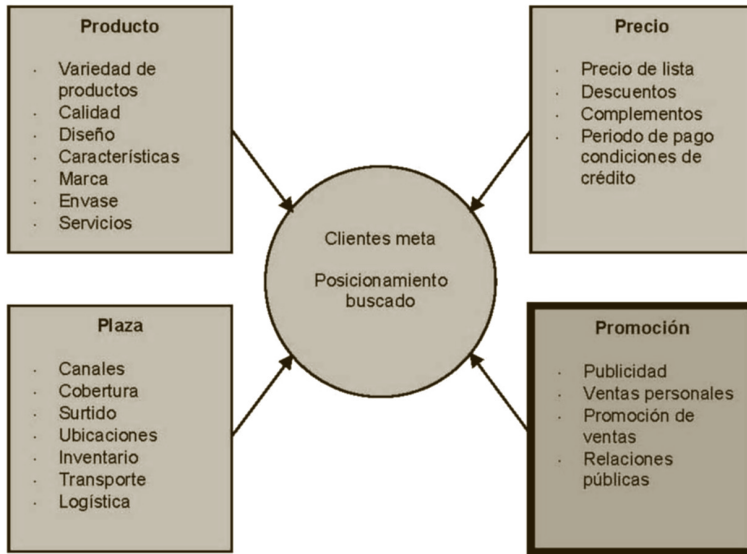 Producto
· Variedad de
productos
· Calidad
· Diseño
· Características
· Marca
· Envase
· Servicios
Precio
· Precio de lista
· Descuentos
· Complementos
· Periodo de pago
condiciones de
crédito
Clientes meta
Posicionamiento
buscado
Plaza
· Canales
· Cobertura
· Surtido
· Ubicaciones
· Inventario
· Transporte
· Logística
Promoción
· Publicidad
· Ventas personales
· Promoción de
ventas
· Relaciones
públicas